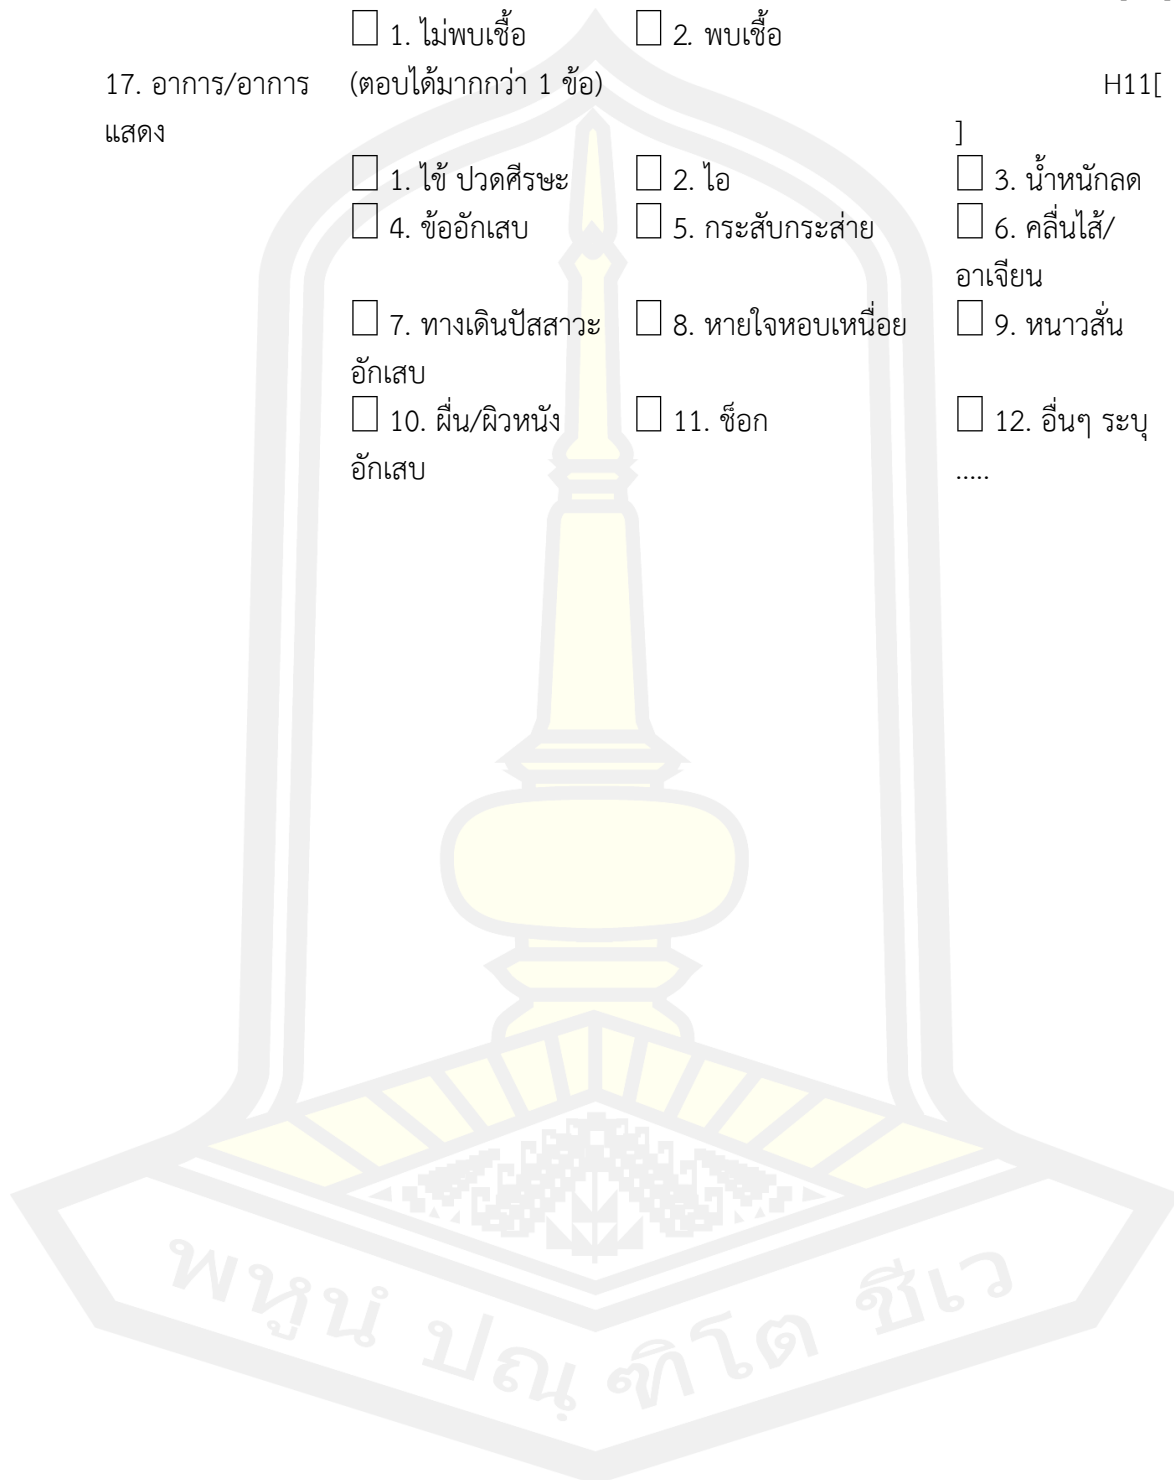 ☐ 1. ไม่พบเชื้อ ☐ 2. พบเชื้อ
17. อาการ/อาการ (ตอบได้มากกว่า 1 ข้อ) H11[
แสดง ]
☐ 1. ไข้ ปวดศีรษะ ☐ 2. ไอ ☐ 3. น้ำหนักลด
☐ 4. ข้ออักเสบ ☐ 5. กระสับกระส่าย ☐ 6. คลื่นไส้/
อาเจียน
☐ 7. ทางเดินปัสสาวะ ☐ 8. หายใจหอบเหนื่อย ☐ 9. หนาวสั่น
อักเสบ
☐ 10. ผื่น/ผิวหนัง ☐ 11. ช็อก ☐ 12. อื่นๆ ระบุ
อักเสบ .....
พหูนํ ปณฺฑิโต ชีเว